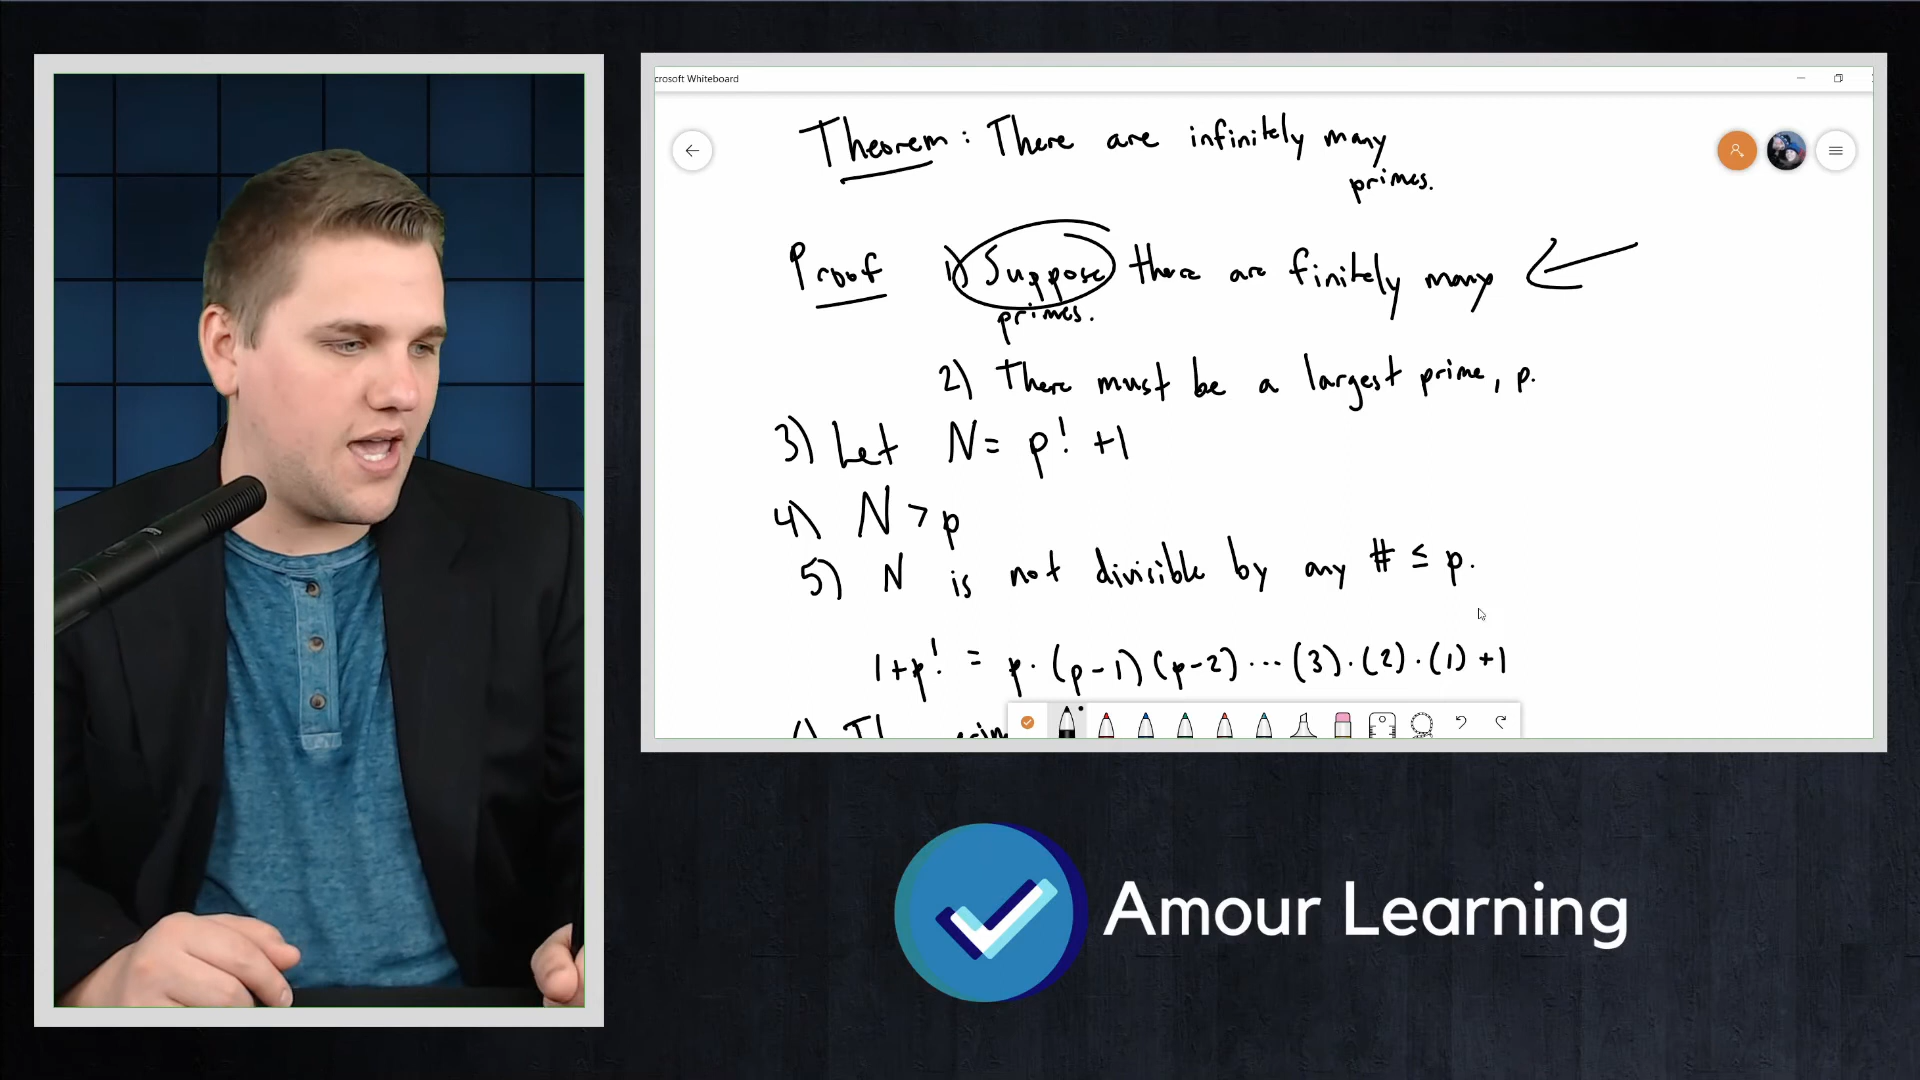 crosoft Whiteboard
Theorem: There are infinitely many
primes.
Proof 1) Suppose there are finitely many
primes.
2) There must be a largest prime, p.
3) Let N = p! +1
4) N > p
5) N is not divisible by any # ≤ p.
1+p! = p·(p-1)(p-2)···(3)·(2)·(1)+1
Amour Learning